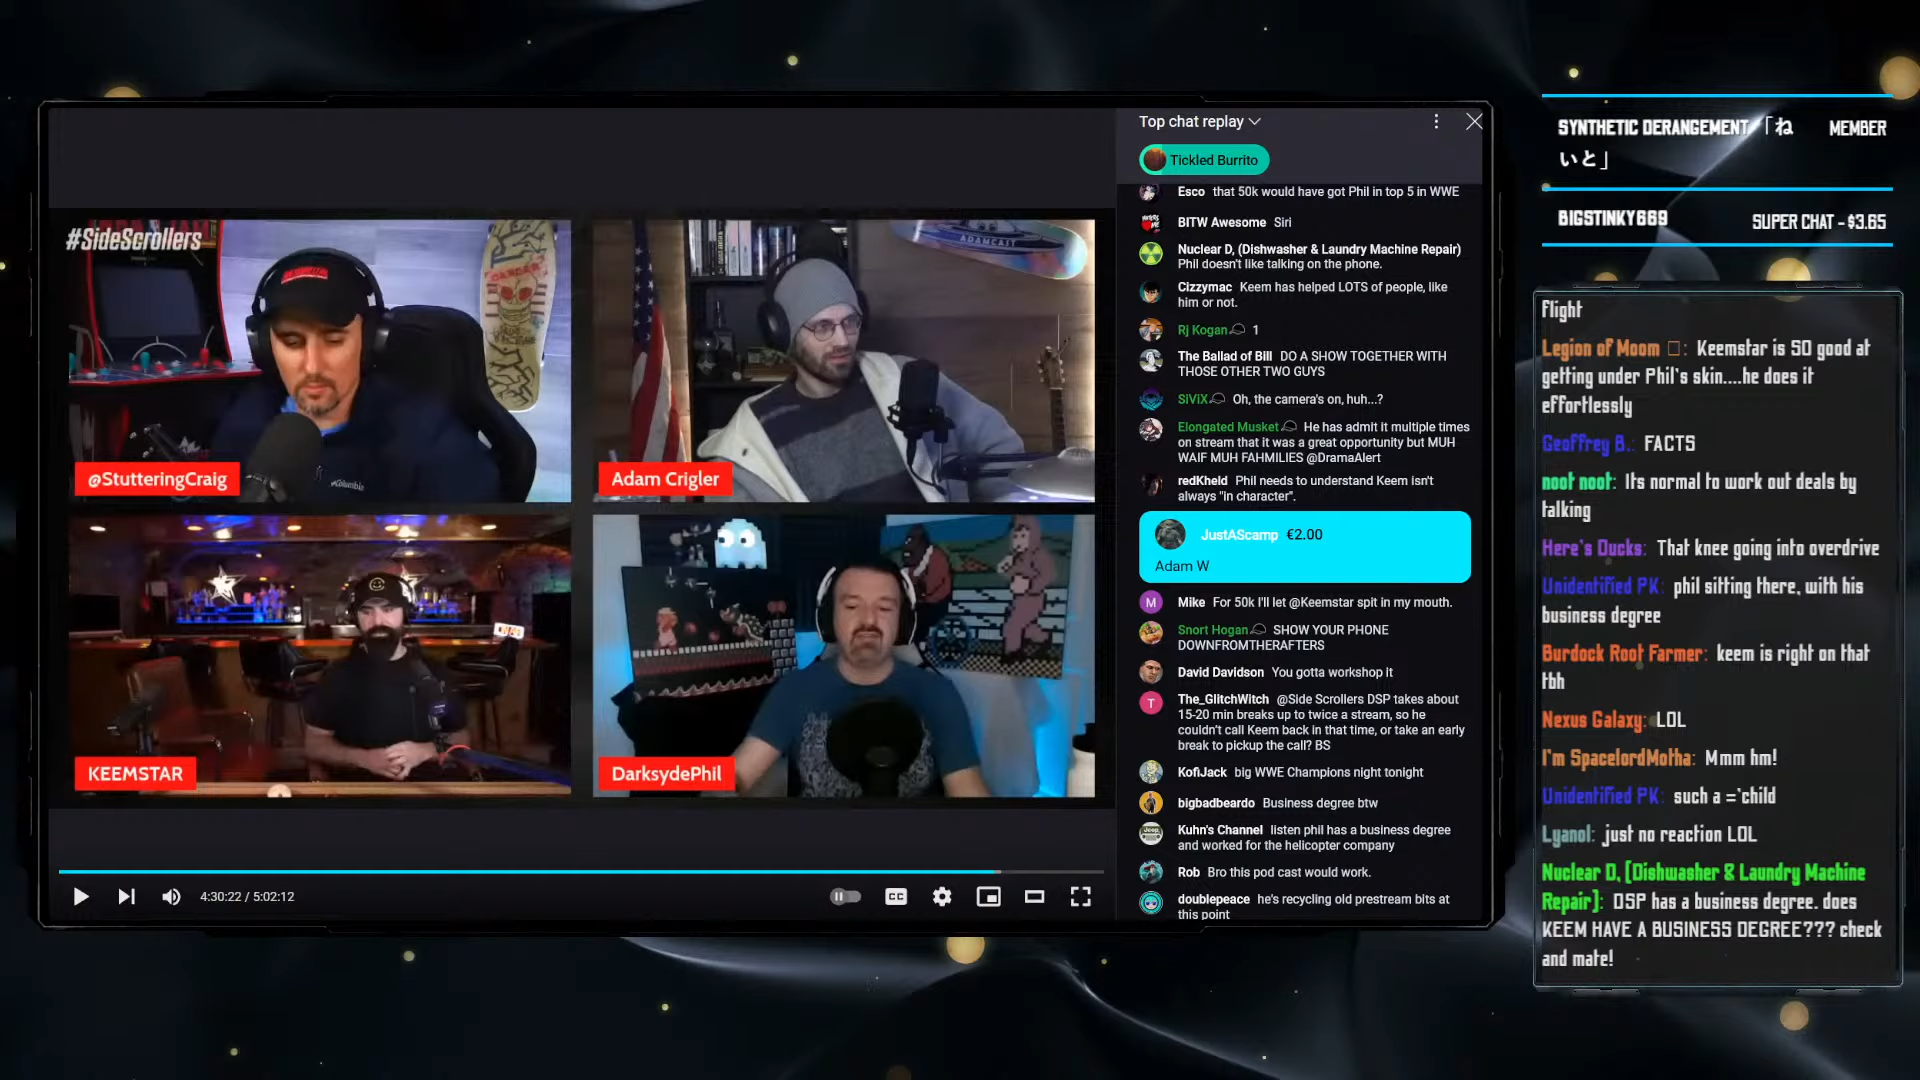 #SideScrollers
@StutteringCraig
ADAMCAST
Adam Crigler
KEEMSTAR
DarksydePhil
4:30:22 / 5:02:12
CC
Top chat replay
Tickled Burrito
Esco that 50k would have got Phil in top 5 in WWE
BITW Awesome Siri
Nuclear D, (Dishwasher & Laundry Machine Repair)
Phil doesn't like talking on the phone.
Cizzymac Keem has helped LOTS of people, like
him or not.
Rj Kogan 1
The Ballad of Bill DO A SHOW TOGETHER WITH
THOSE OTHER TWO GUYS
SiViX Oh, the camera's on, huh...?
Elongated Musket He has admit it multiple times
on stream that it was a great opportunity but MUH
WAIF MUH FAHMILIES @DramaAlert
redKheld Phil needs to understand Keem isn't
always "in character".
JustAScamp €2.00
Adam W
M
Mike For 50k I'll let @Keemstar spit in my mouth.
Snort Hogan SHOW YOUR PHONE
DOWNFROMTHERAFTERS
David Davidson You gotta workshop it
T
The_GlitchWitch @Side Scrollers DSP takes about
15-20 min breaks up to twice a stream, so he
couldn't call Keem back in that time, or take an early
break to pickup the call? BS
KofiJack big WWE Champions night tonight
bigbadbeardo Business degree btw
Kuhn's Channel listen phil has a business degree
and worked for the helicopter company
Rob Bro this pod cast would work.
doublepeace he's recycling old prestream bits at
this point
SYNTHETIC DERANGEMENT 「ね MEMBER
いと」
BIGSTINKY669 SUPER CHAT - $3.65
Flight
Legion of Moom : Keemstar is SO good at
getting under Phil's skin....he does it
effortlessly
Geoffrey B.: FACTS
noot noot: Its normal to work out deals by
talking
Here's Ducks: That knee going into overdrive
Unidentified PK: phil sitting there, with his
business degree
Burdock Root Farmer: keem is right on that
tbh
Nexus Galaxy: LOL
I'm SpacelordMotha: Mmm hm!
Unidentified PK: such a ='child
Lyanol: just no reaction LOL
Nuclear D, [Dishwasher & Laundry Machine
Repair]: DSP has a business degree. does
KEEM HAVE A BUSINESS DEGREE??? check
and mate!